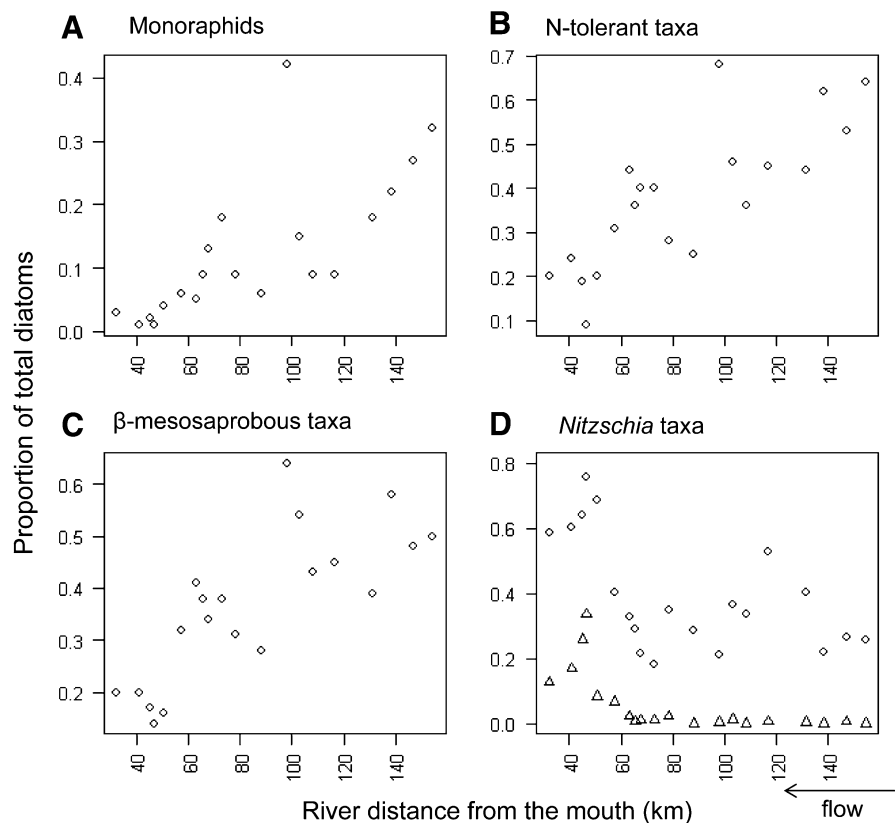 A Monoraphids
B N-tolerant taxa
0.4
0.3
0.2
0.1
0.0
40 60 80 100 120 140
0.7
0.6
0.5
0.4
0.3
0.2
0.1
40 60 80 100 120 140
Proportion of total diatoms
C β-mesosaprobous taxa
D Nitzschia taxa
0.6
0.5
0.4
0.3
0.2
40 60 80 100 120 140
0.8
0.6
0.4
0.2
0.0
40 60 80 100 120 140
River distance from the mouth (km)
flow